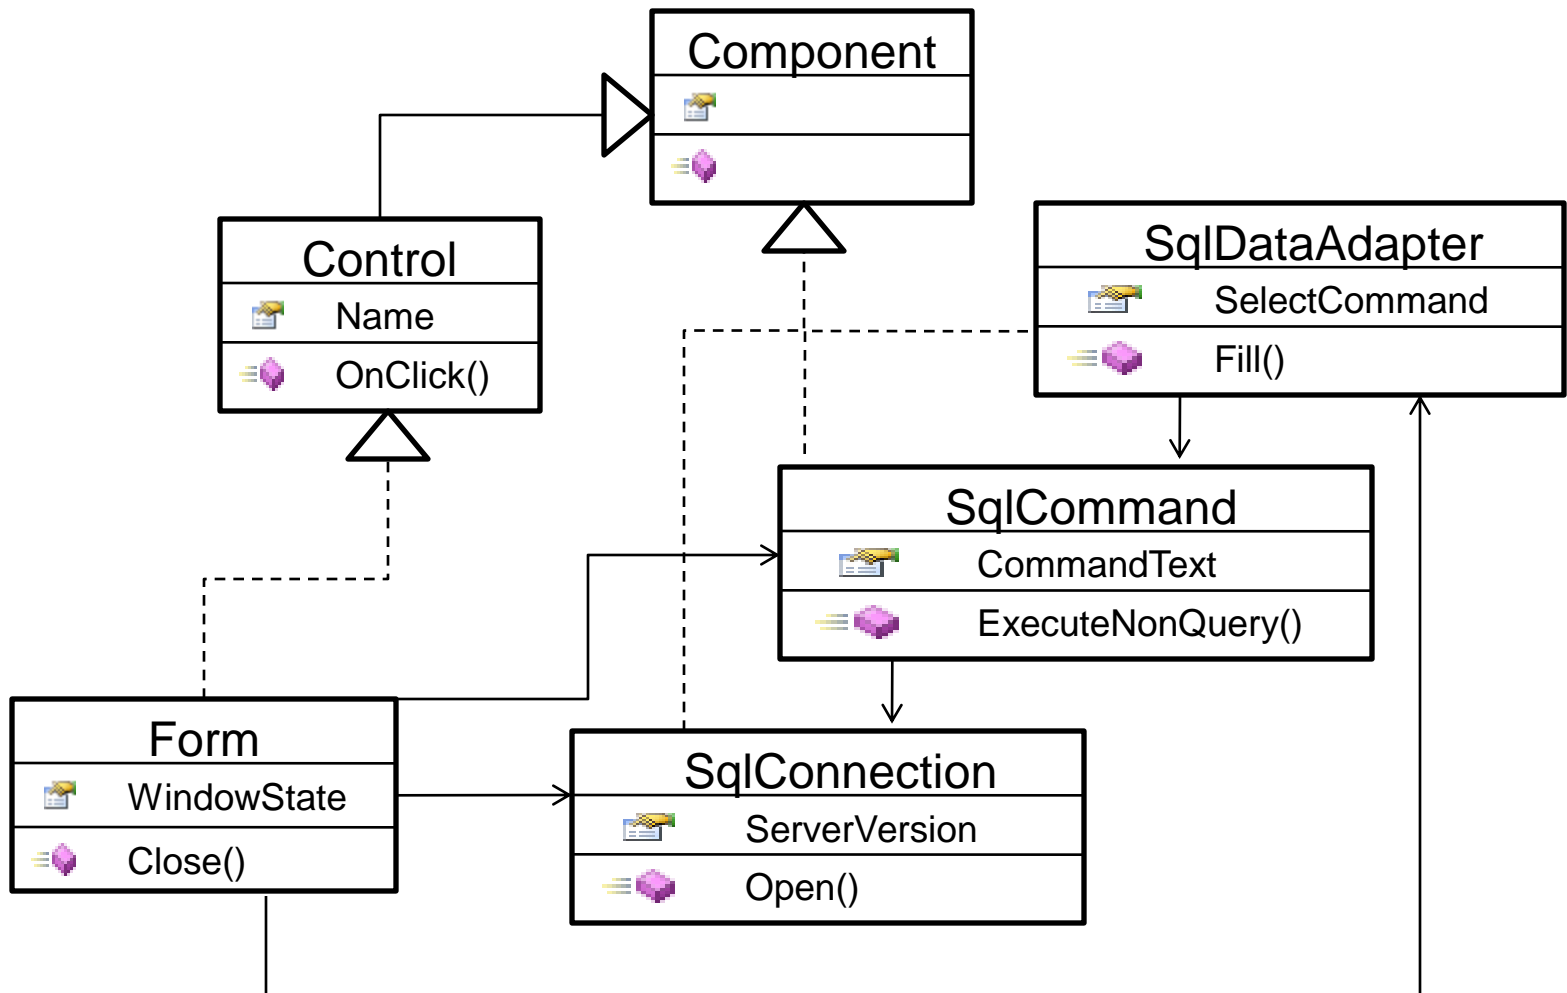 Component
Control
Name
OnClick()
SqlDataAdapter
SelectCommand
Fill()
SqlCommand
CommandText
ExecuteNonQuery()
Form
WindowState
Close()
SqlConnection
ServerVersion
Open()